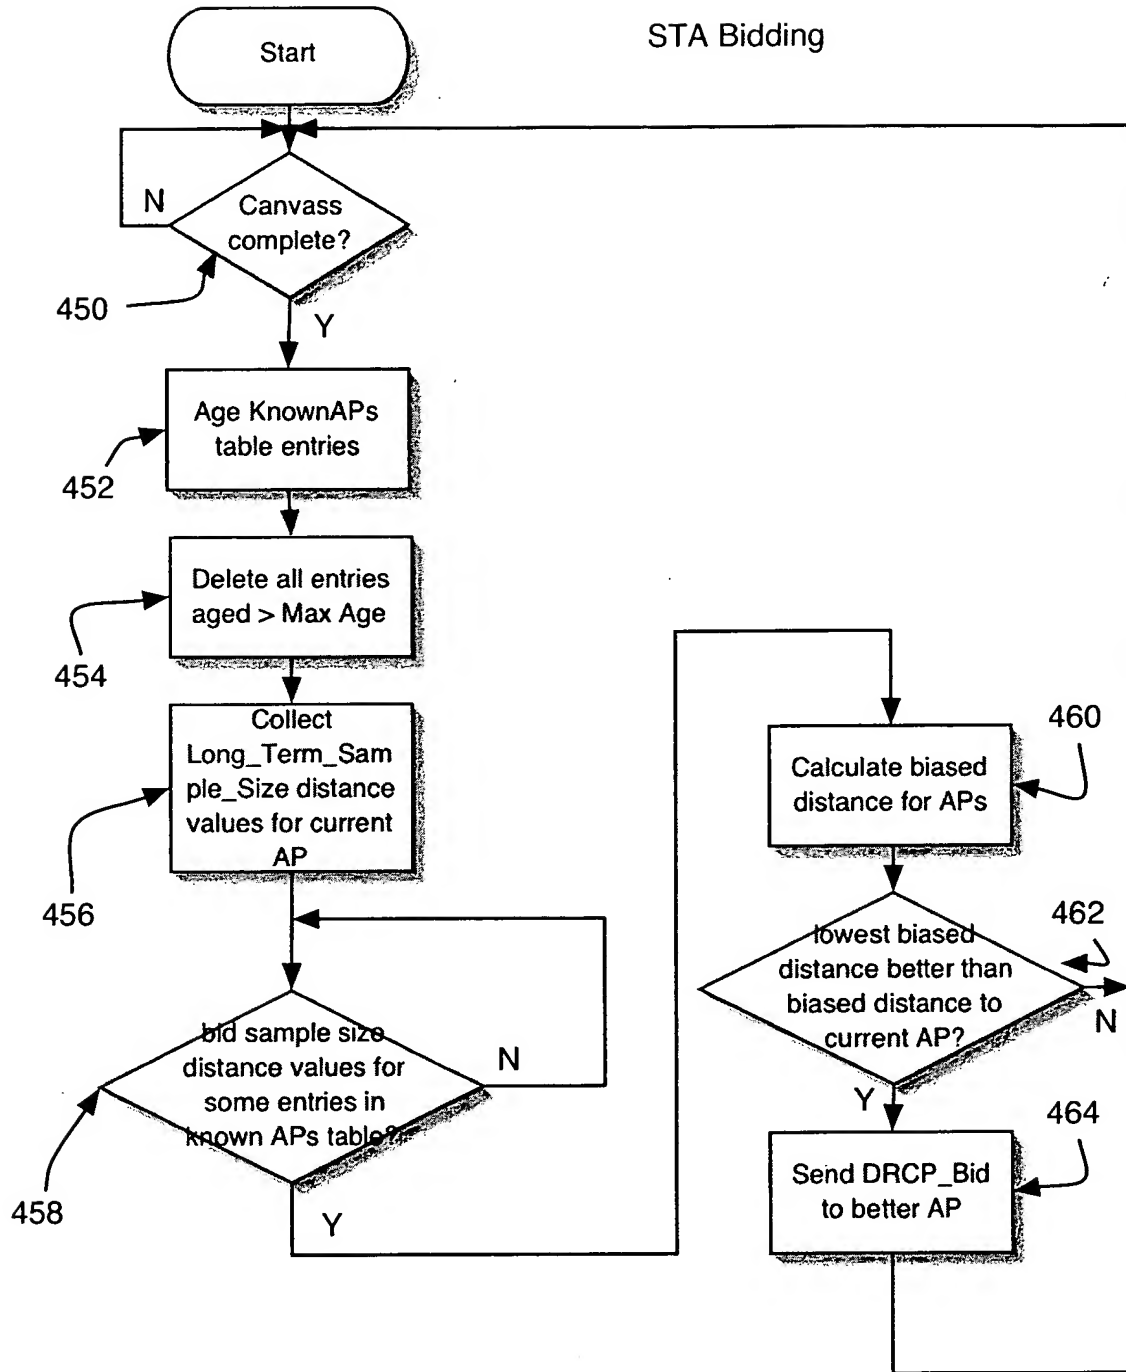 STA Bidding
Start
N
Canvass
complete?
450
Y
Age KnownAPs
table entries
452
Delete all entries
aged > Max Age
454
Collect
Long_Term_Sam
ple_Size distance
values for current
AP
456
bid sample size
distance values for
some entries in
known APs table?
N
458
Y
460
Calculate biased
distance for APs
462
lowest biased
distance better than
biased distance to
current AP?
N
Y
464
Send DRCP_Bid
to better AP